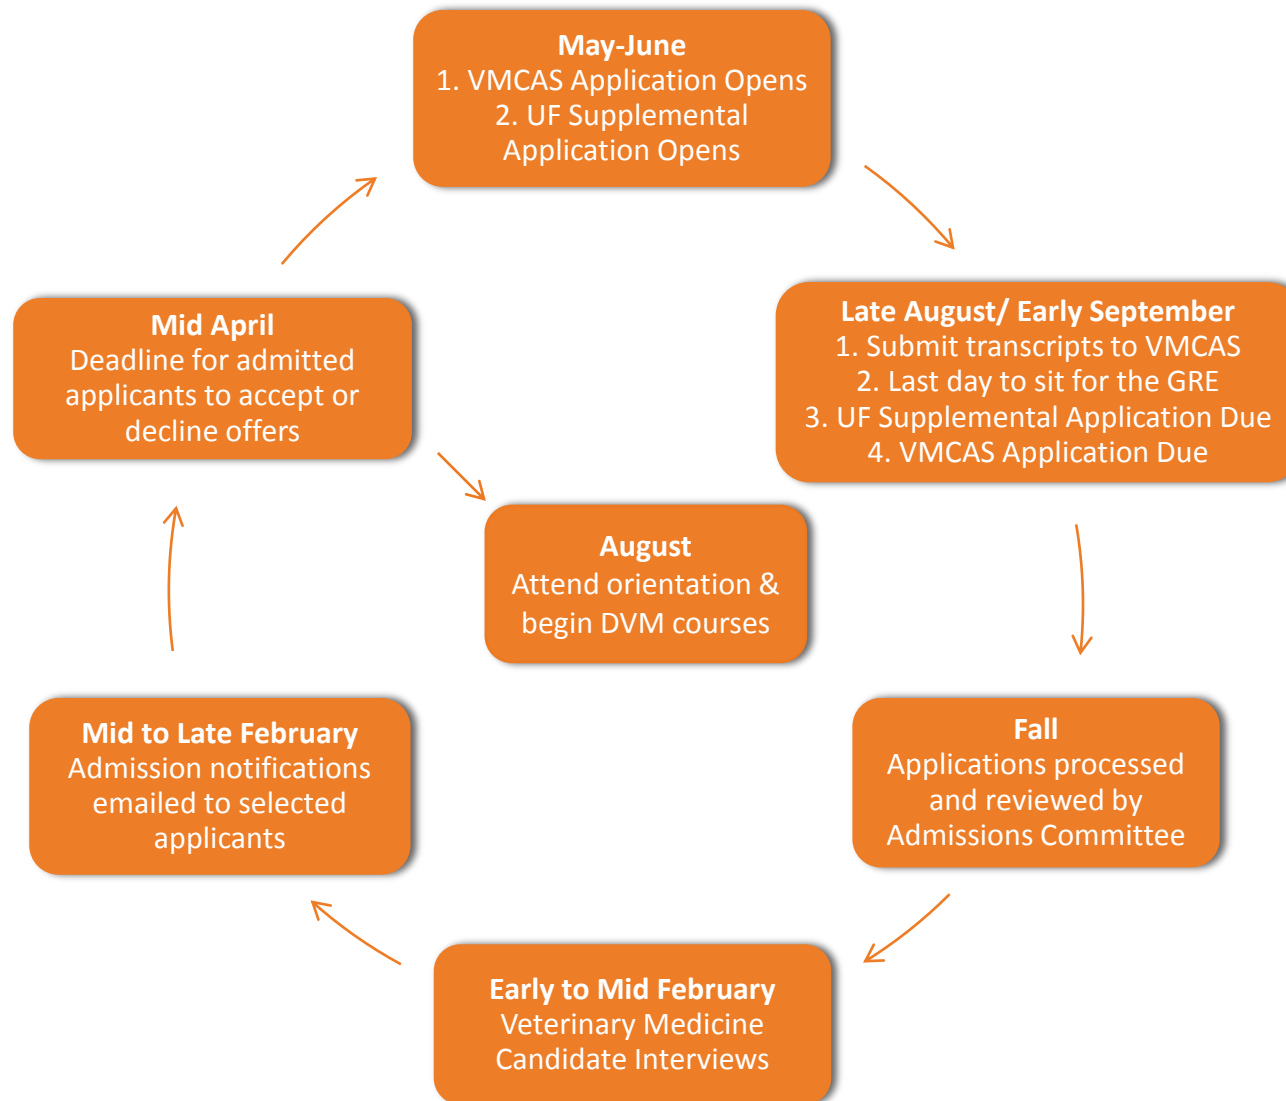 May-June
1. VMCAS Application Opens
2. UF Supplemental
Application Opens
Late August/ Early September
1. Submit transcripts to VMCAS
2. Last day to sit for the GRE
3. UF Supplemental Application Due
4. VMCAS Application Due
Fall
Applications processed
and reviewed by
Admissions Committee
Early to Mid February
Veterinary Medicine
Candidate Interviews
Mid to Late February
Admission notifications
emailed to selected
applicants
Mid April
Deadline for admitted
applicants to accept or
decline offers
August
Attend orientation &
begin DVM courses